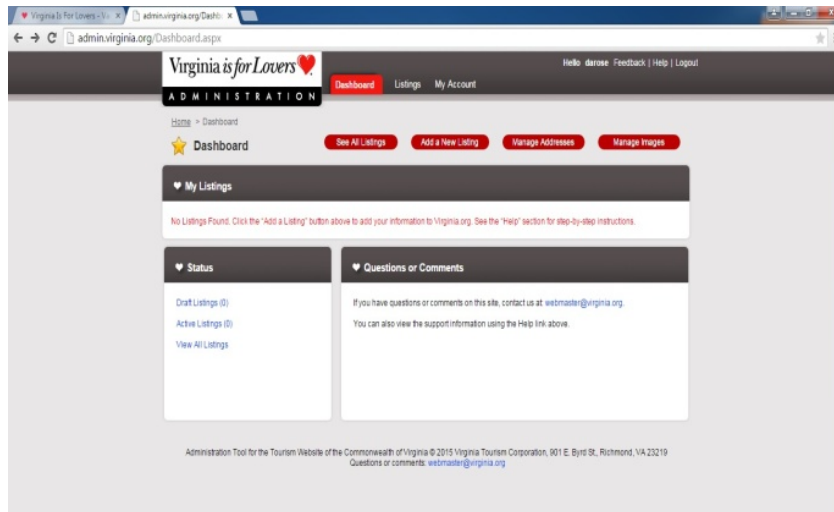 Virginia Is For Lovers - V
admin.virginia.org/Dashb
admin.virginia.org/Dashboard.aspx
Virginia is for Lovers
ADMINISTRATION
Hello darose Feedback | Help | Logout
Dashboard Listings My Account
Home > Dashboard
Dashboard
See All Listings Add a New Listing Manage Addresses Manage Images
My Listings
No Listings Found. Click the "Add a Listing" button above to add your information to Virginia.org. See the "Help" section for step-by-step instructions.
Status
Draft Listings (0)
Active Listings (0)
View All Listings
Questions or Comments
If you have questions or comments on this site, contact us at: webmaster@virginia.org.
You can also view the support information using the Help link above.
Administration Tool for the Tourism Website of the Commonwealth of Virginia © 2015 Virginia Tourism Corporation, 901 E. Byrd St., Richmond, VA 23219
Questions or comments: webmaster@virginia.org